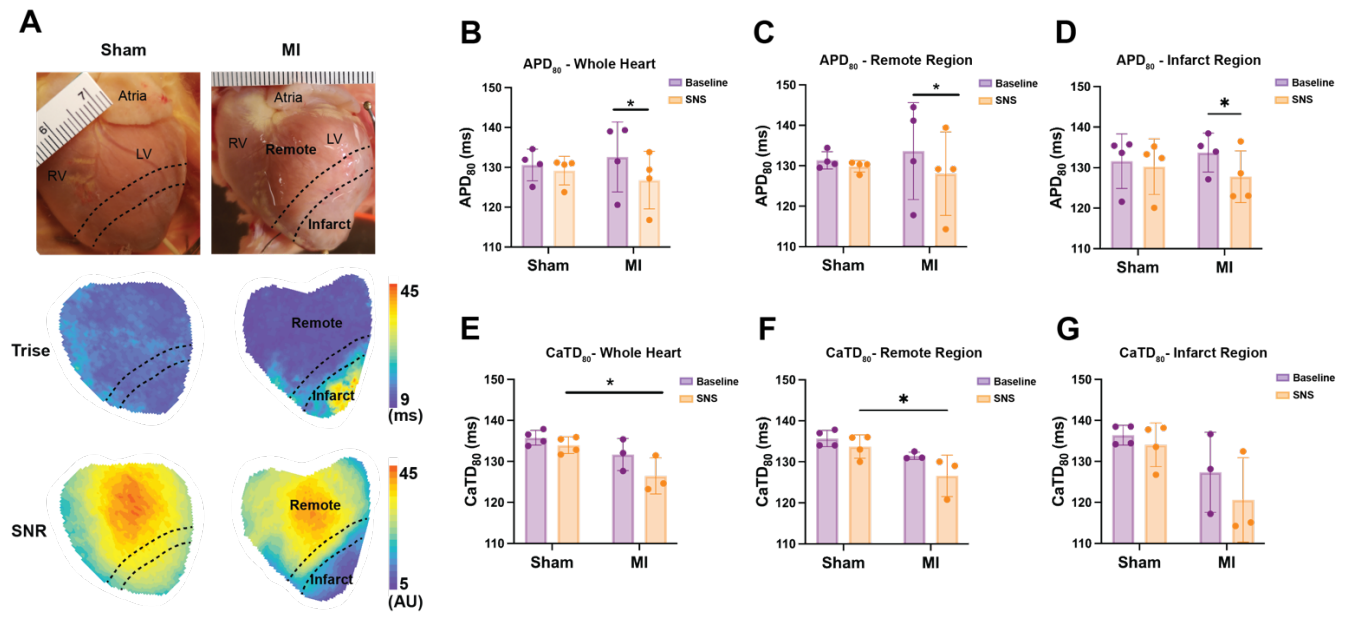 A
Sham
MI
7
6
Atria
LV
RV
Atria
RV
LV
Remote
Infarct
Trise
Remote
Infarct
45
9
(ms)
SNR
Remote
Infarct
45
5
(AU)
B
APD80 - Whole Heart
Baseline
SNS
*
APD80 (ms)
150
140
130
120
110
Sham
MI
C
APD80 - Remote Region
Baseline
SNS
*
APD80 (ms)
150
140
130
120
110
Sham
MI
D
APD80 - Infarct Region
Baseline
SNS
*
APD80 (ms)
150
140
130
120
110
Sham
MI
E
CaTD80- Whole Heart
Baseline
SNS
*
CaTD80 (ms)
150
140
130
120
110
Sham
MI
F
CaTD80- Remote Region
Baseline
SNS
*
CaTD80 (ms)
150
140
130
120
110
Sham
MI
G
CaTD80- Infarct Region
Baseline
SNS
CaTD80 (ms)
150
140
130
120
110
Sham
MI